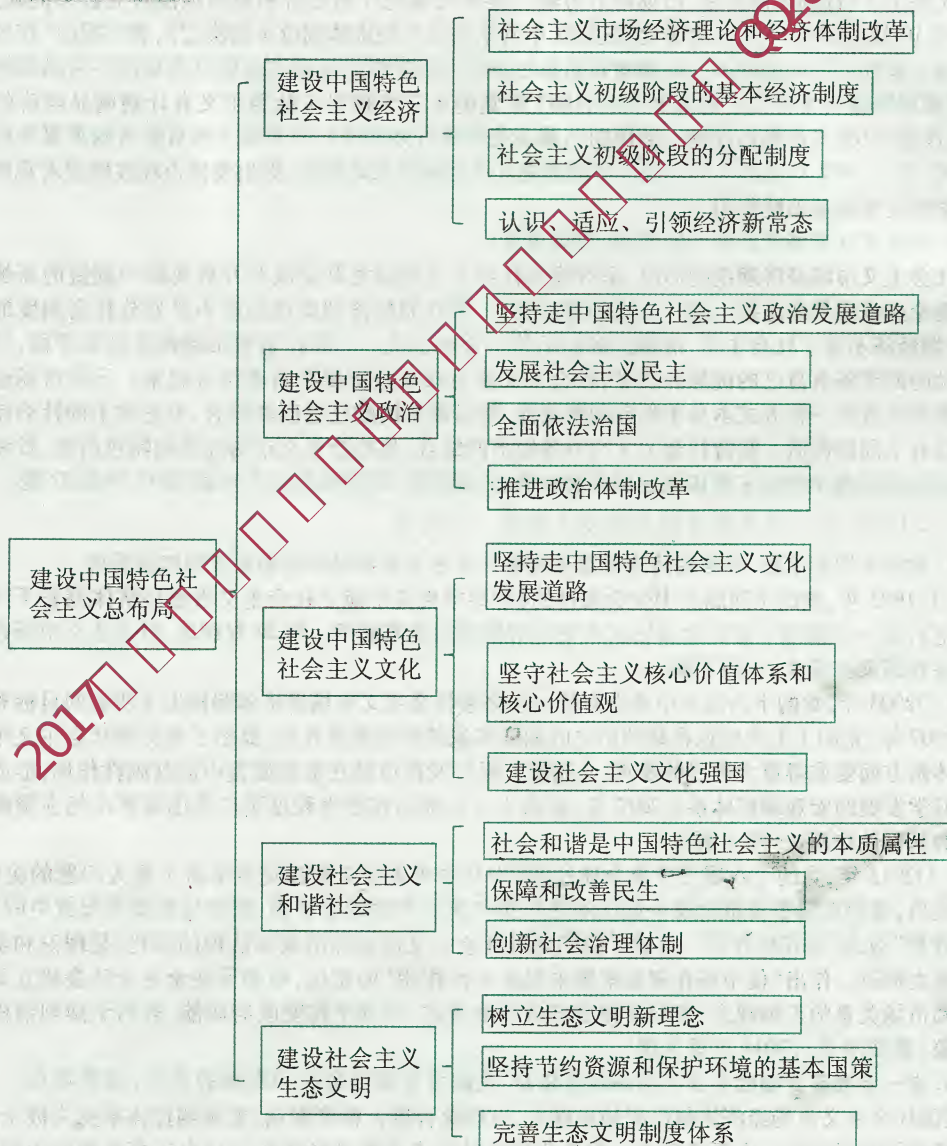 社会主义市场经济理论和经济体制改革
建设中国特色
社会主义经济
社会主义初级阶段的基本经济制度
社会主义初级阶段的分配制度
认识、适应、引领经济新常态
坚持走中国特色社会主义政治发展道路
建设中国特色
社会主义政治
发展社会主义民主
全面依法治国
推进政治体制改革
建设中国特色社
会主义总布局
坚持走中国特色社会主义文化
发展道路
建设中国特色
社会主义文化
坚守社会主义核心价值体系和
核心价值观
建设社会主义文化强国
社会和谐是中国特色社会主义的本质属性
建设社会主义
和谐社会
保障和改善民生
创新社会治理体制
树立生态文明新理念
建设社会主义
生态文明
坚持节约资源和保护环境的基本国策
完善生态文明制度体系
2017